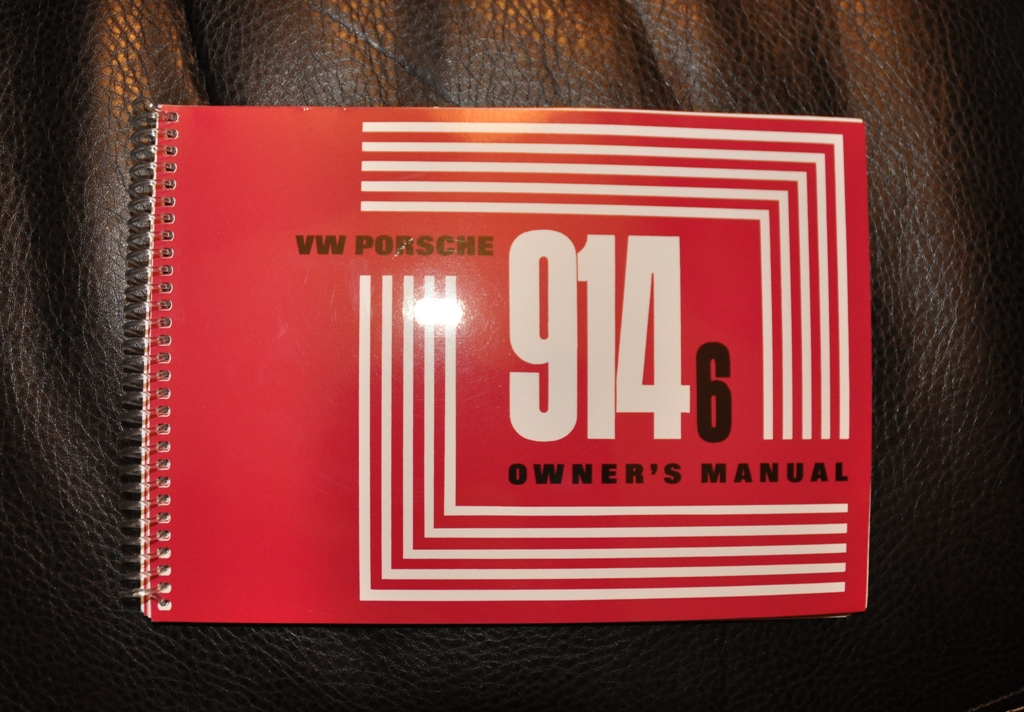 VW PORSCHE
914 6
OWNER'S MANUAL